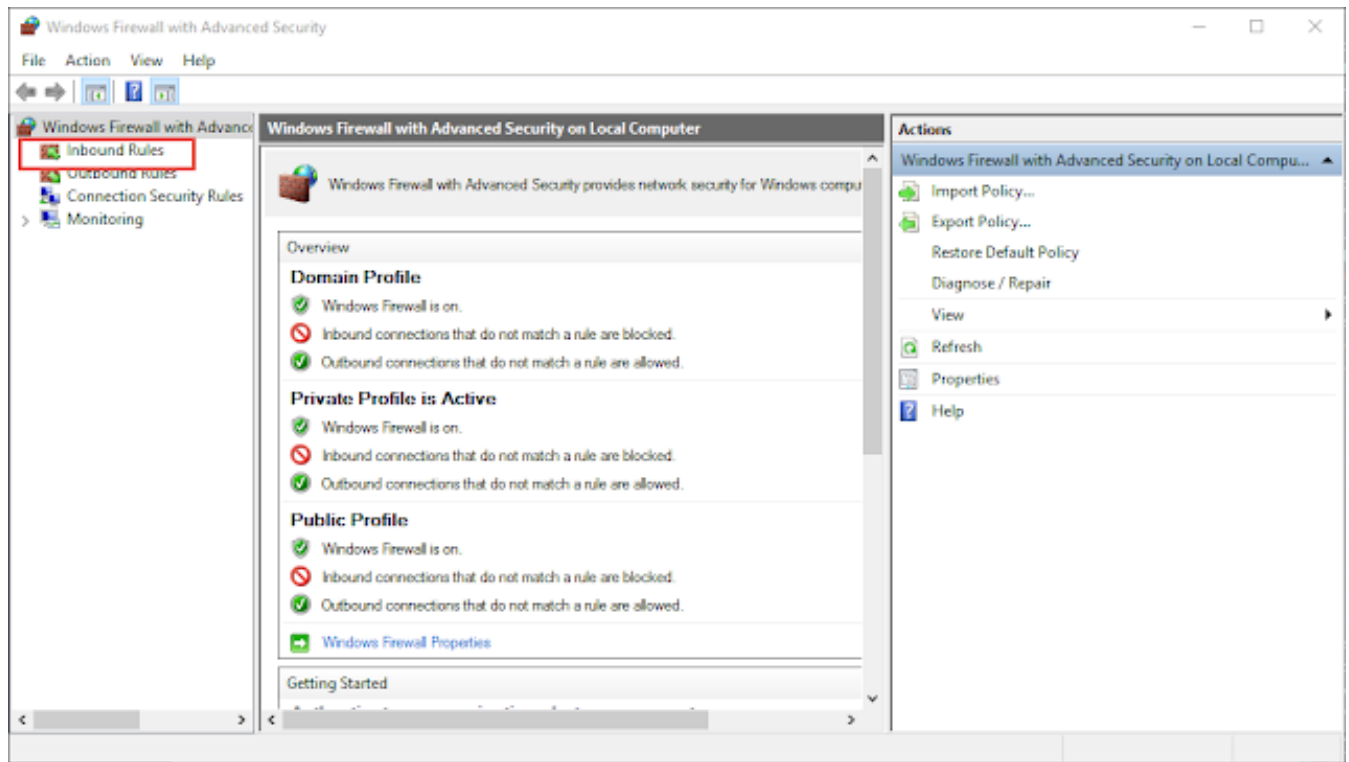 Windows Firewall with Advanced Security
File Action View Help
Windows Firewall with Advance
Inbound Rules
Outbound Rules
Connection Security Rules
Monitoring
Windows Firewall with Advanced Security on Local Computer
Windows Firewall with Advanced Security provides network security for Windows compu
Overview
Domain Profile
Windows Firewall is on.
Inbound connections that do not match a rule are blocked.
Outbound connections that do not match a rule are allowed.
Private Profile is Active
Windows Firewall is on.
Inbound connections that do not match a rule are blocked.
Outbound connections that do not match a rule are allowed.
Public Profile
Windows Firewall is on.
Inbound connections that do not match a rule are blocked.
Outbound connections that do not match a rule are allowed.
Windows Firewall Properties
Getting Started
Actions
Windows Firewall with Advanced Security on Local Compu...
Import Policy...
Export Policy...
Restore Default Policy
Diagnose / Repair
View
Refresh
Properties
Help